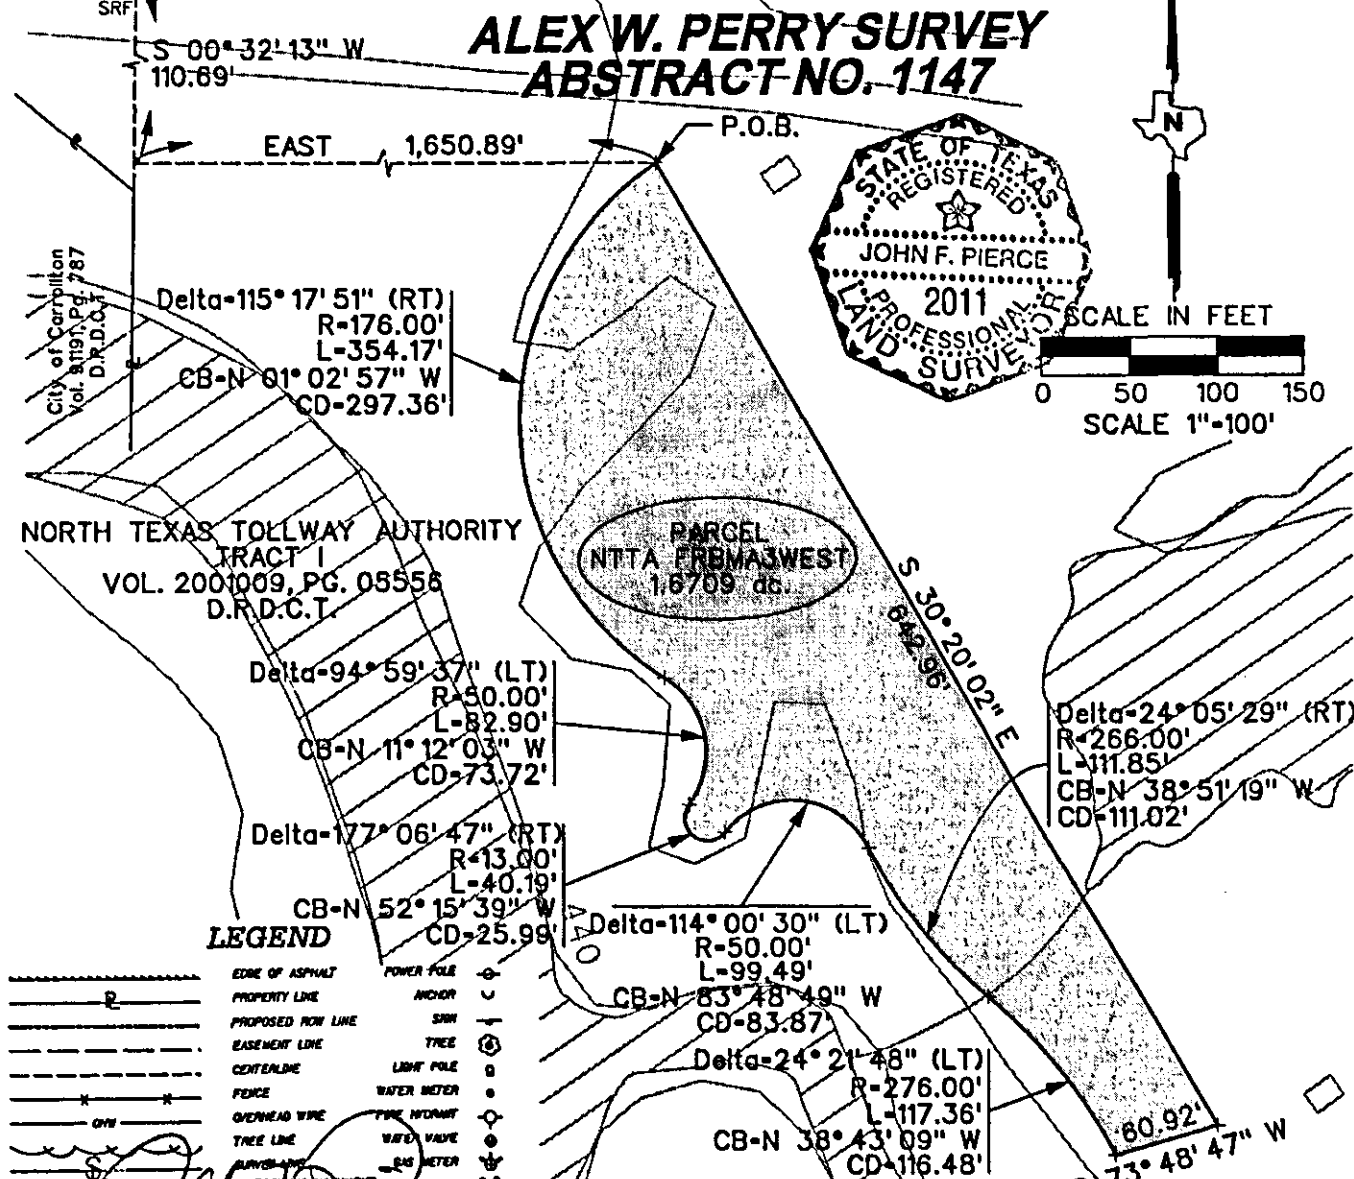 SRF
S 00°32'13" W
110.69'
ALEX W. PERRY SURVEY
ABSTRACT NO. 1147
EAST 1,650.89'
P.O.B.
N
STATE OF TEXAS
REGISTERED
JOHN F. PIERCE
2011
PROFESSIONAL
LAND SURVEYOR
SCALE IN FEET
0 50 100 150
SCALE 1"=100'
City of Carrollton
Vol. 91191, Pg. 787
D.R.D.C.T.
Delta=115°17'51" (RT)
R=176.00'
L=354.17'
CB=N 01°02'57" W
CD=297.36'
NORTH TEXAS TOLLWAY AUTHORITY
TRACT I
VOL. 2001009, PG. 05556
D.R.D.C.T.
PARCEL
NTTA FRBMA3WEST
1.6709 ac.
S 30°20'02" E
642.96'
Delta=94°59'37" (LT)
R=50.00'
L=82.90'
CB=N 11°12'03" W
CD=73.72'
Delta=24°05'29" (RT)
R=266.00'
L=111.85'
CB=N 38°51'19" W
CD=111.02'
Delta=177°06'47" (RT)
R=13.00'
L=40.19'
CB=N 52°15'39" W
CD=25.99'
Delta=114°00'30" (LT)
R=50.00'
L=99.49'
CB=N 83°48'49" W
CD=83.87'
Delta=24°21'48" (LT)
R=276.00'
L=117.36'
CB=N 38°43'09" W
CD=116.48'
60.92'
73°48'47" W
LEGEND
EDGE OF ASPHALT POWER POLE
PROPERTY LINE ANCHOR
PROPOSED ROW LINE SIGN
EASEMENT LINE TREE
CENTERLINE LIGHT POLE
FENCE WATER METER
OVERHEAD WIRE FIRE HYDRANT
OHW
TREE LINE WATER VALVE
GAS METER